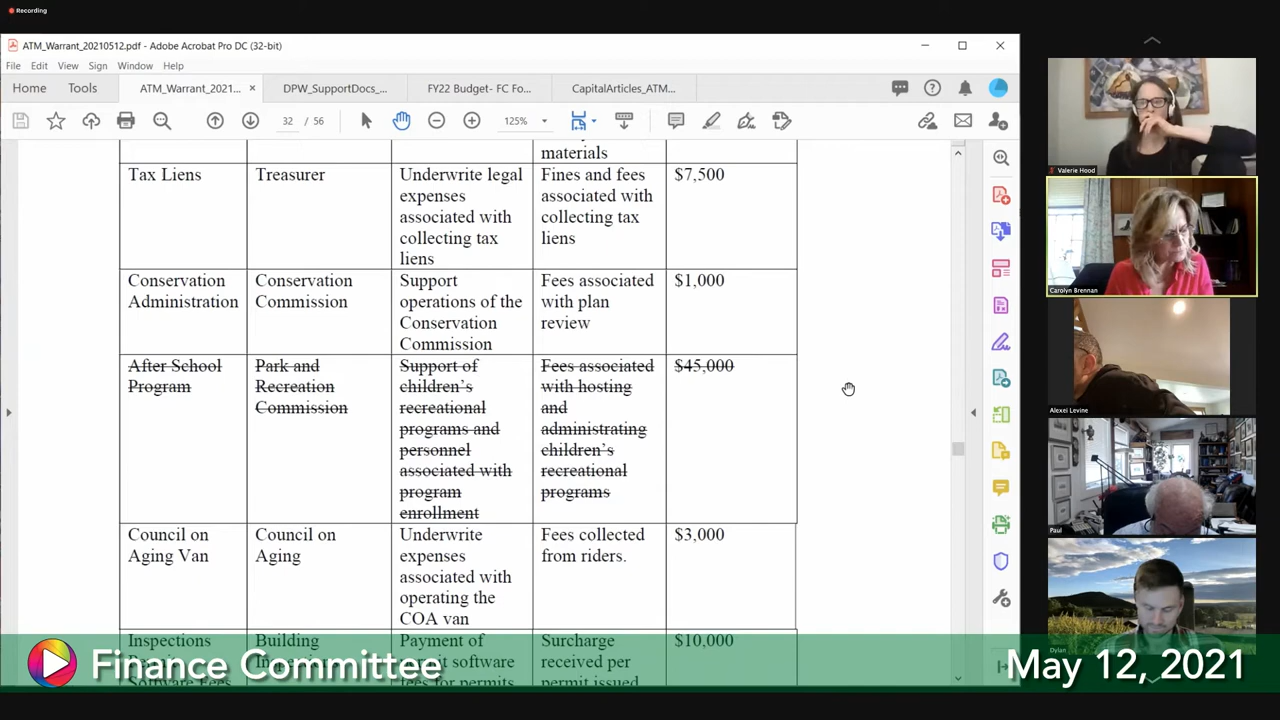 Recording
ATM_Warrant_20210512.pdf - Adobe Acrobat Pro DC (32-bit)
File Edit View Sign Window Help
Home Tools ATM_Warrant_2021... × DPW_SupportDocs_... FY22 Budget- FC Fo... CapitalArticles_ATM...
32 / 56 125%
materials
Tax Liens Treasurer Underwrite legal Fines and fees $7,500
expenses associated with
associated with collecting tax
collecting tax liens
liens
Conservation Conservation Support Fees associated $1,000
Administration Commission operations of the with plan
Conservation review
Commission
After School Park and Support of Fees associated $45,000
Program Recreation children's with hosting
Commission recreational and
programs and administrating
personnel children's
associated with recreational
program programs
enrollment
Council on Council on Underwrite Fees collected $3,000
Aging Van Aging expenses from riders.
associated with
operating the
COA van
Inspections Building Payment of Surcharge $10,000
received per
software
fees for permits permit issued
Valerie Hood
Carolyn Brennan
Alexei Levine
Paul
Dylan
Finance Committee
May 12, 2021